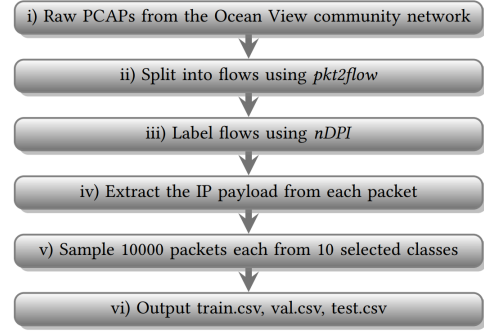 i) Raw PCAPs from the Ocean View community network
ii) Split into flows using pkt2flow
iii) Label flows using nDPI
iv) Extract the IP payload from each packet
v) Sample 10000 packets each from 10 selected classes
vi) Output train.csv, val.csv, test.csv